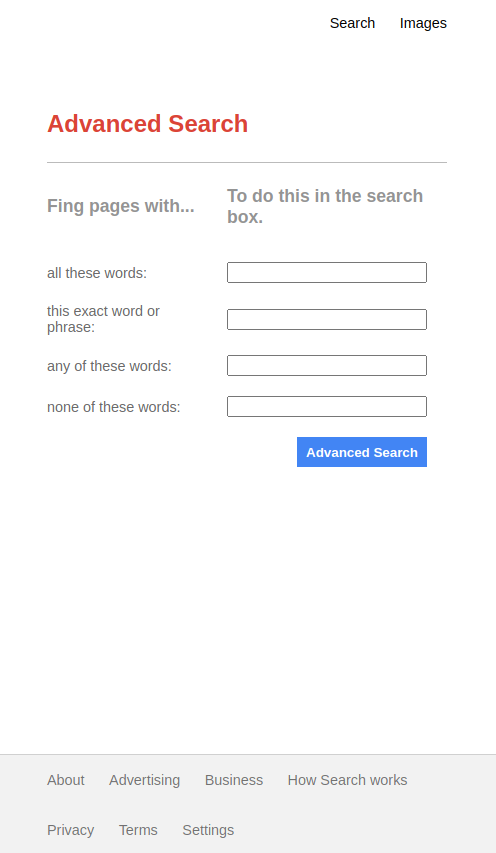 Search Images
Advanced Search
Fing pages with...
To do this in the search
box.
all these words:
this exact word or
phrase:
any of these words:
none of these words:
Advanced Search
About Advertising Business How Search works
Privacy Terms Settings